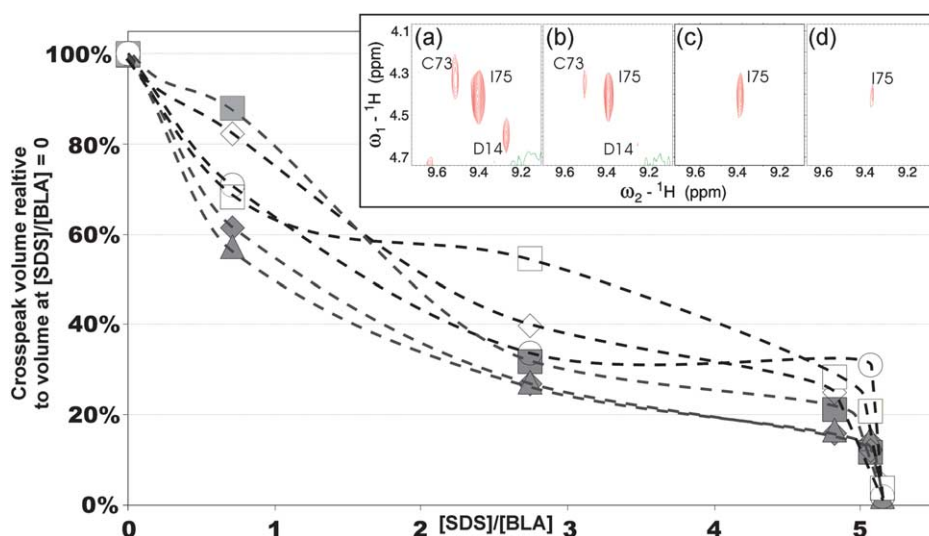 Crosspeak volume realtive
to volume at [SDS]/[BLA] = 0
100%
80%
60%
40%
20%
0%
0
1
2
3
4
5
[SDS]/[BLA]
(a)
(b)
(c)
(d)
4.1
4.3
4.5
4.7
ω1 - 1H (ppm)
C73
I75
D14
C73
I75
D14
I75
I75
9.6 9.4 9.2
9.6 9.4 9.2
9.6 9.4 9.2
9.6 9.4 9.2
ω2 - 1H (ppm)